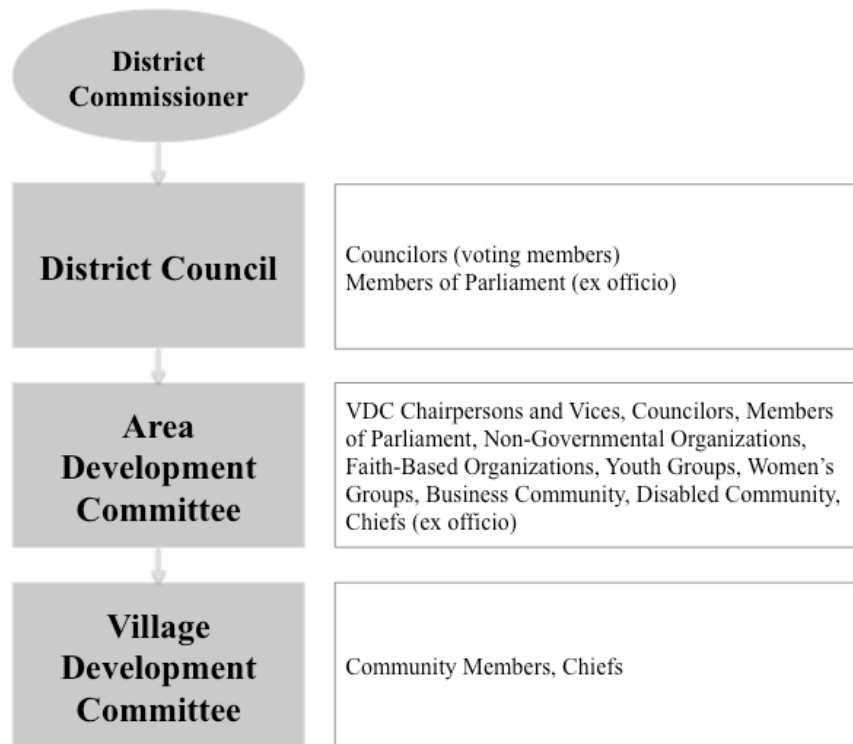 District
Commissioner
District Council
Councilors (voting members)
Members of Parliament (ex officio)
Area
Development
Committee
VDC Chairpersons and Vices, Councilors, Members
of Parliament, Non-Governmental Organizations,
Faith-Based Organizations, Youth Groups, Women's
Groups, Business Community, Disabled Community,
Chiefs (ex officio)
Village
Development
Committee
Community Members, Chiefs